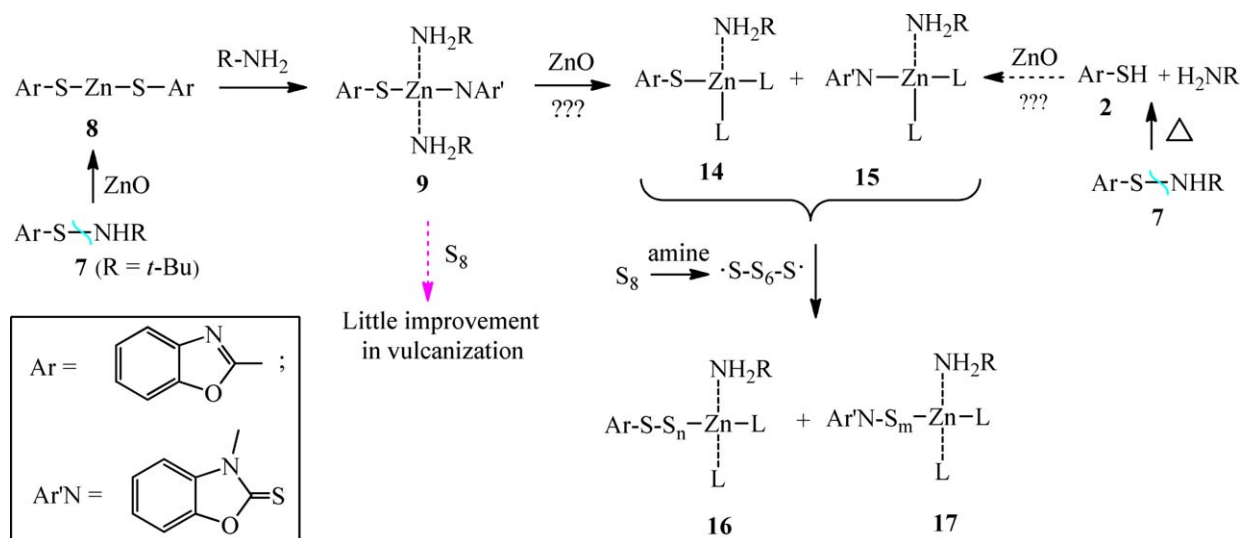 Ar-S-Zn-S-Ar
8
R-NH2
NH2R
Ar-S-Zn-NAr'
NH2R
9
ZnO
???
NH2R
Ar-S-Zn-L
L
14
+
NH2R
Ar'N-Zn-L
L
15
ZnO
???
Ar-SH + H2NR
2
△
Ar-S-NHR
7
ZnO
Ar-S-NHR
7 (R = t-Bu)
S8
Little improvement
in vulcanization
S8
amine
·S-S6-S·
Ar =
N
O
;
Ar'N =
N
S
O
NH2R
Ar-S-Sn-Zn-L
L
16
+
NH2R
Ar'N-Sm-Zn-L
L
17